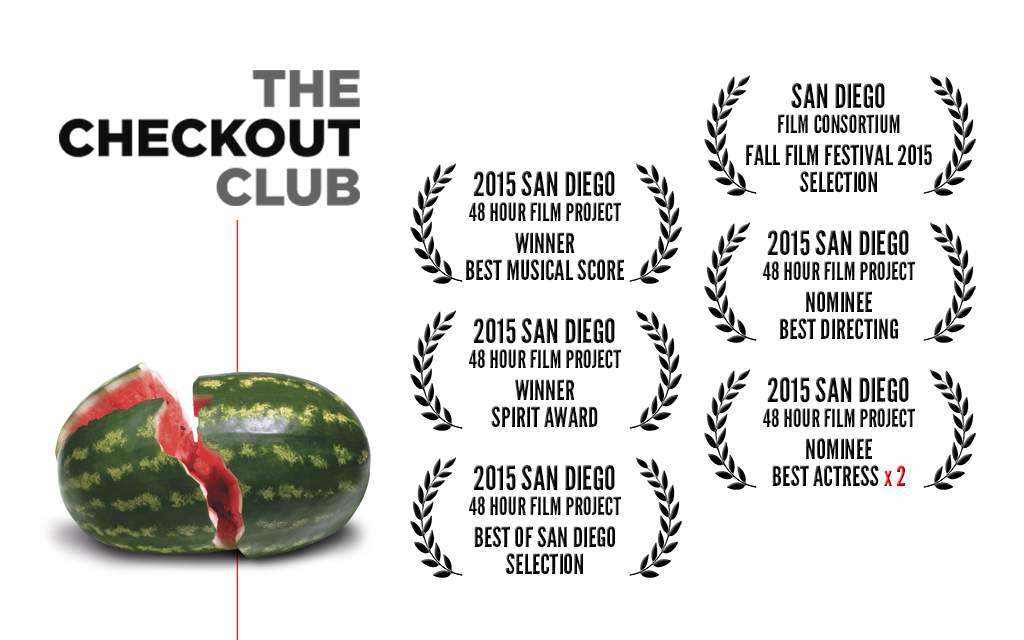 THE
CHECKOUT
CLUB
2015 SAN DIEGO
48 HOUR FILM PROJECT
WINNER
BEST MUSICAL SCORE
2015 SAN DIEGO
48 HOUR FILM PROJECT
WINNER
SPIRIT AWARD
2015 SAN DIEGO
48 HOUR FILM PROJECT
BEST OF SAN DIEGO
SELECTION
SAN DIEGO
FILM CONSORTIUM
FALL FILM FESTIVAL 2015
SELECTION
2015 SAN DIEGO
48 HOUR FILM PROJECT
NOMINEE
BEST DIRECTING
2015 SAN DIEGO
48 HOUR FILM PROJECT
NOMINEE
BEST ACTRESS x 2